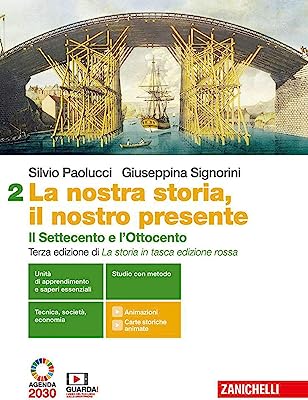 Silvio Paolucci Giuseppina Signorini
2 La nostra storia,
il nostro presente
Il Settecento e l'Ottocento
Terza edizione di La storia in tasca edizione rossa
Unità
di apprendimento
e saperi essenziali
Studio con metodo
Tecnica, società,
economia
Animazioni
Carte storiche
animate
AGENDA
2030
GUARDA!
ZANICHELLI